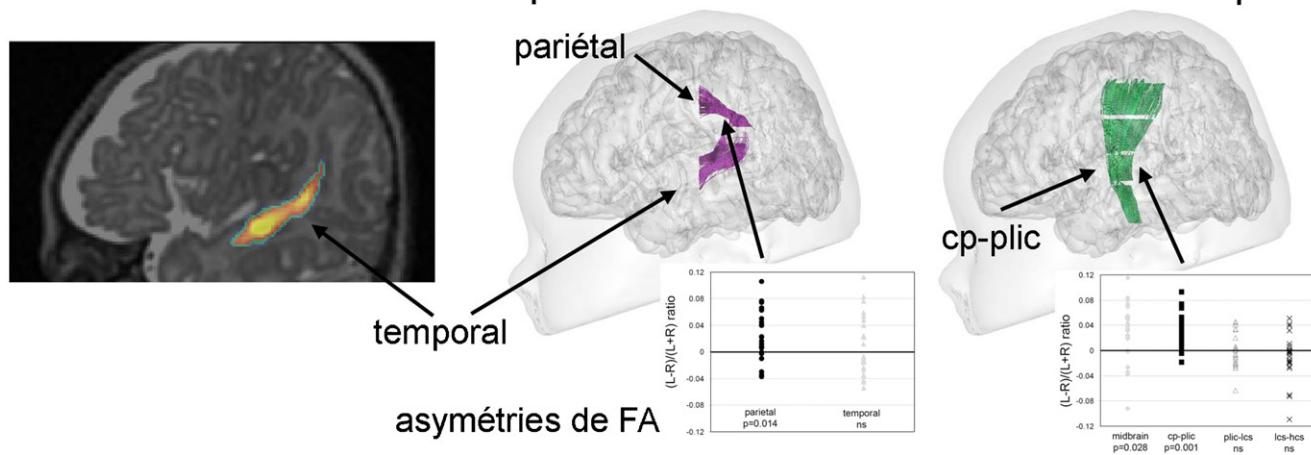 pariétal
temporal
cp-plic
asymétries de FA
(L-R)/(L+R) ratio
0.12
0.08
0.04
0
-0.04
-0.08
-0.12
parietal
p=0.014
temporal
ns
(L-R)/(L+R) ratio
0.12
0.08
0.04
0
-0.04
-0.08
-0.12
midbrain
p=0.028
cp-plic
p=0.001
plic-lcs
ns
lcs-hcs
ns